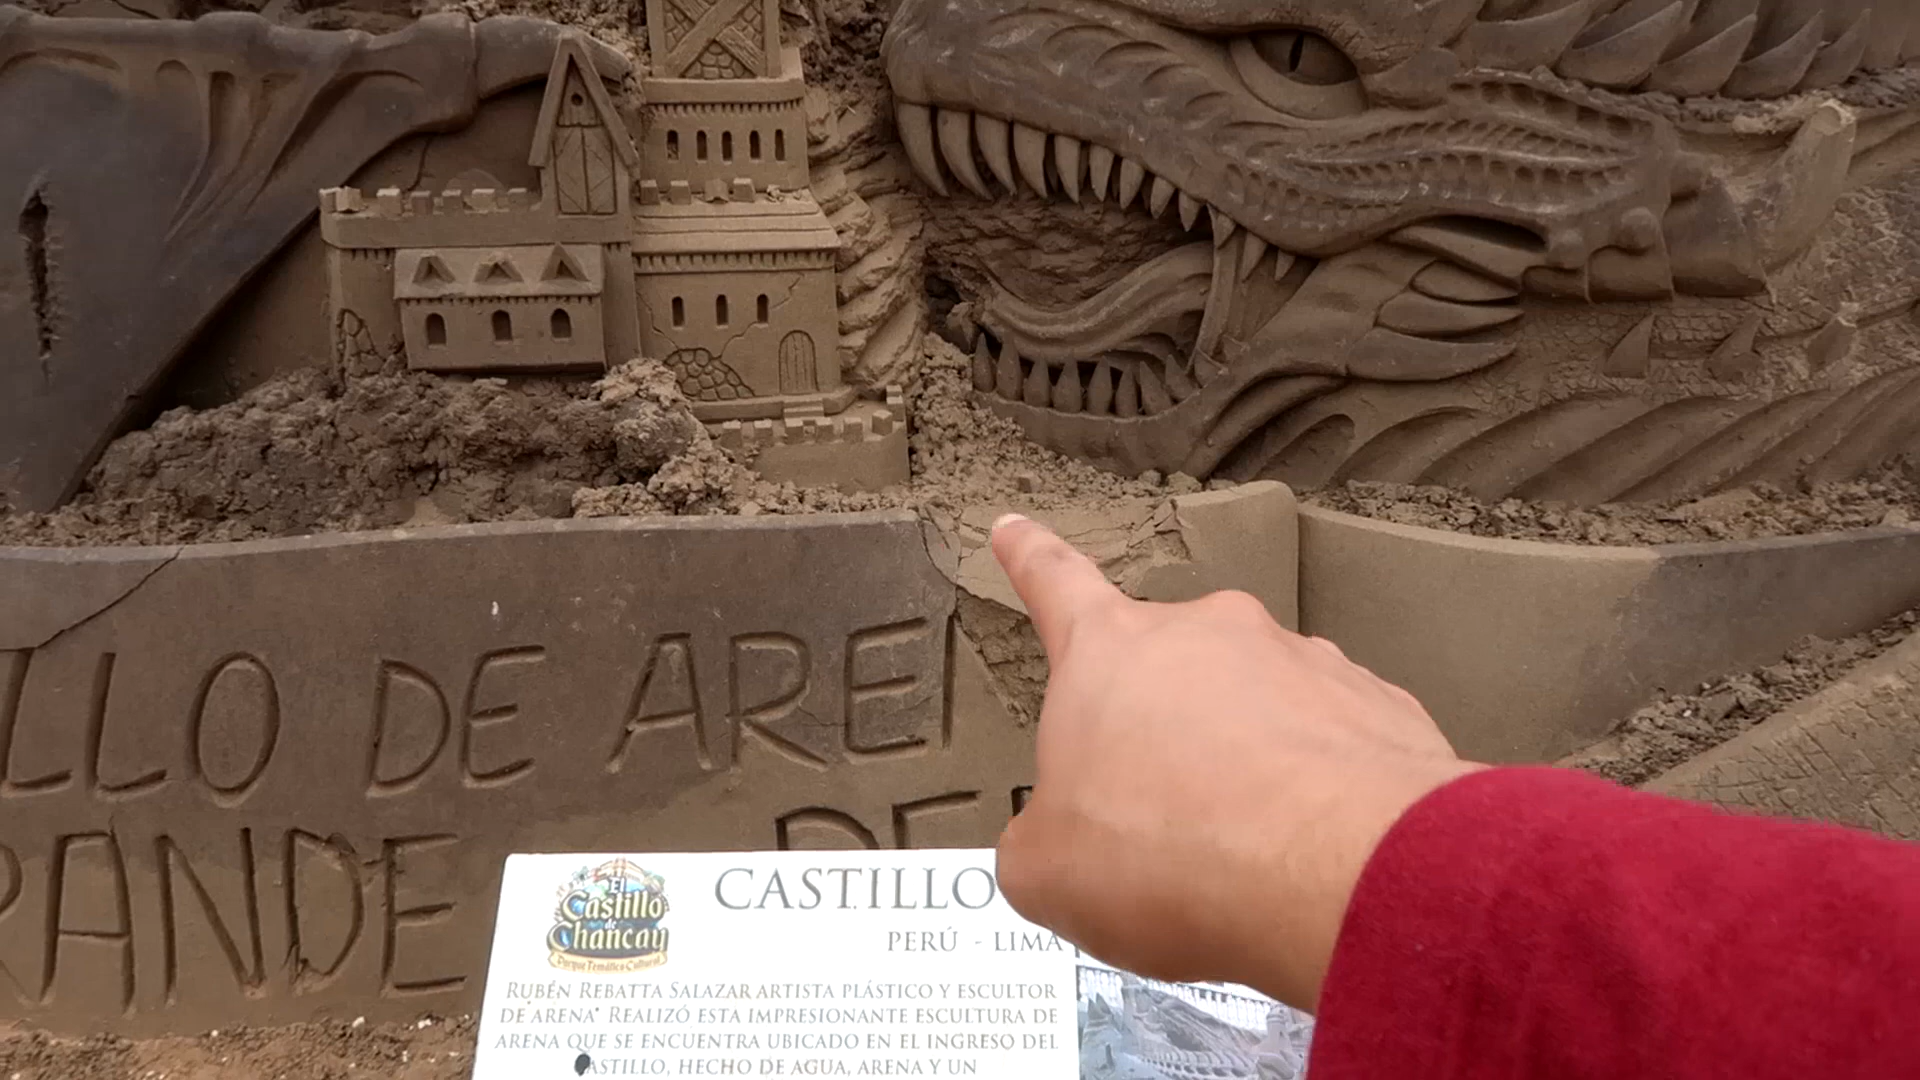 LLO DE AREN
RANDE DE
El
Castillo
de
Chancay
Parque Temático Cultural
CASTILLO
PERÚ - LIMA
RUBÉN REBATTA SALAZAR ARTISTA PLÁSTICO Y ESCULTOR
DE ARENA" REALIZÓ ESTA IMPRESIONANTE ESCULTURA DE
ARENA QUE SE ENCUENTRA UBICADO EN EL INGRESO DEL
ASTILLO, HECHO DE AGUA, ARENA Y UN